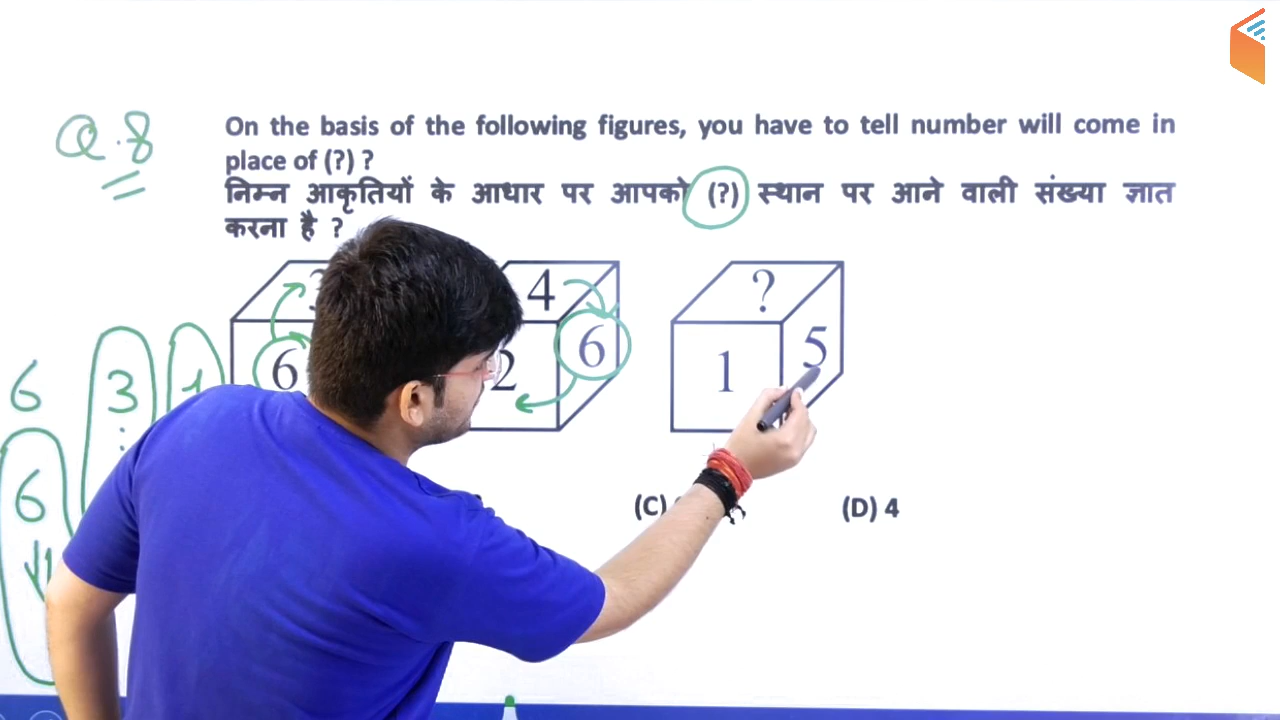 Q.8
On the basis of the following figures, you have to tell number will come in
place of (?) ?
निम्न आकृतियों के आधार पर आपको (?) स्थान पर आने वाली संख्या ज्ञात
करना है ?
4
?
6
2
6
1
5
6
3
1
6
(C)
(D) 4